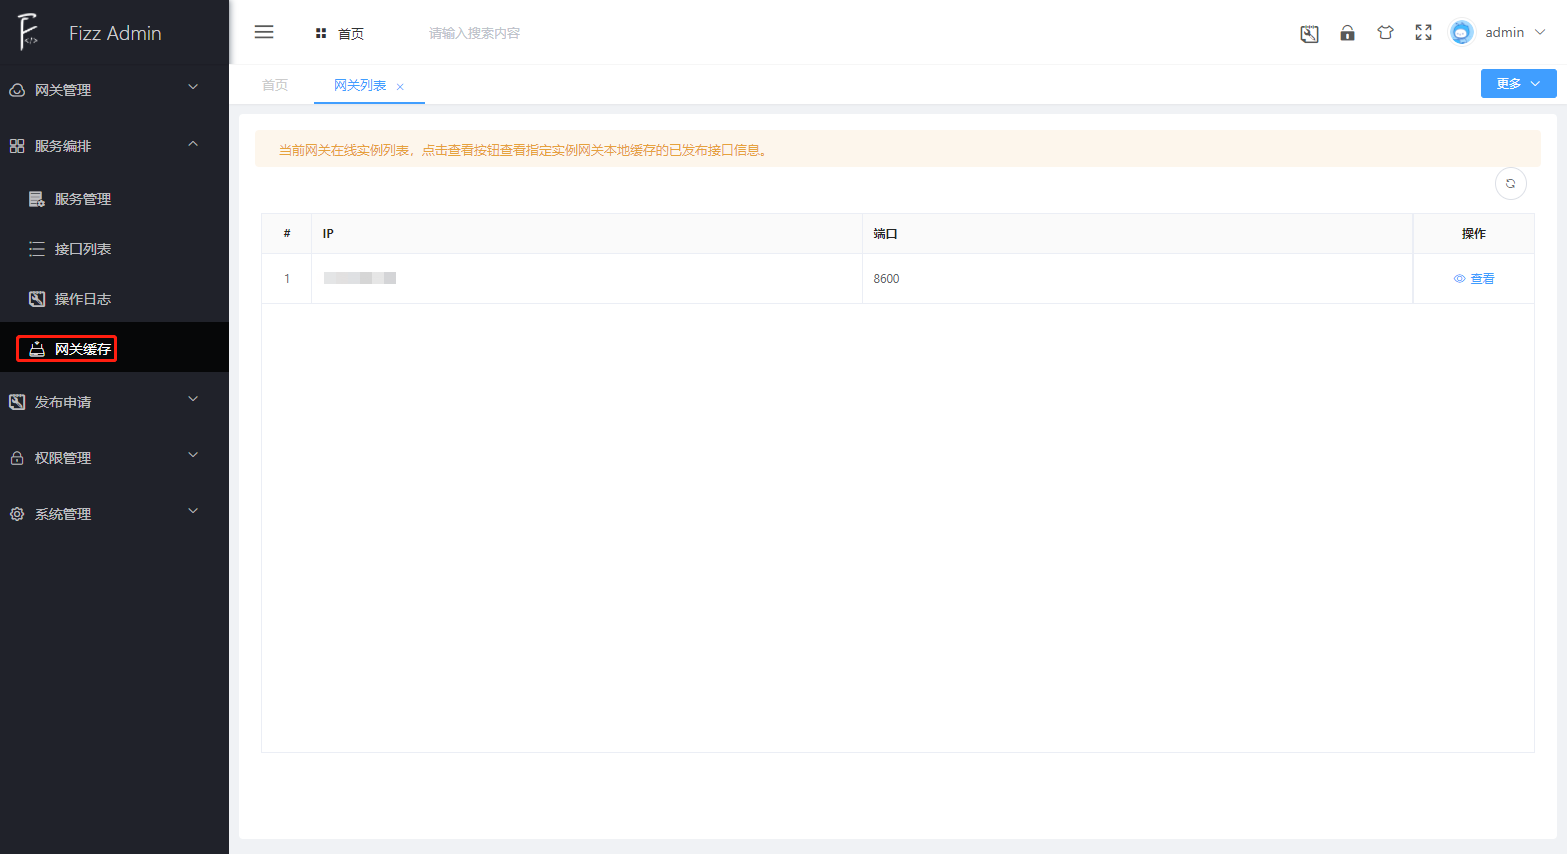 Fizz Admin
网关管理
服务编排
服务管理
接口列表
操作日志
网关缓存
发布申请
权限管理
系统管理
首页
请输入搜索内容
admin
首页
网关列表
更多
当前网关在线实例列表，点击查看按钮查看指定实例网关本地缓存的已发布接口信息。
# IP 端口 操作
1 8600 查看